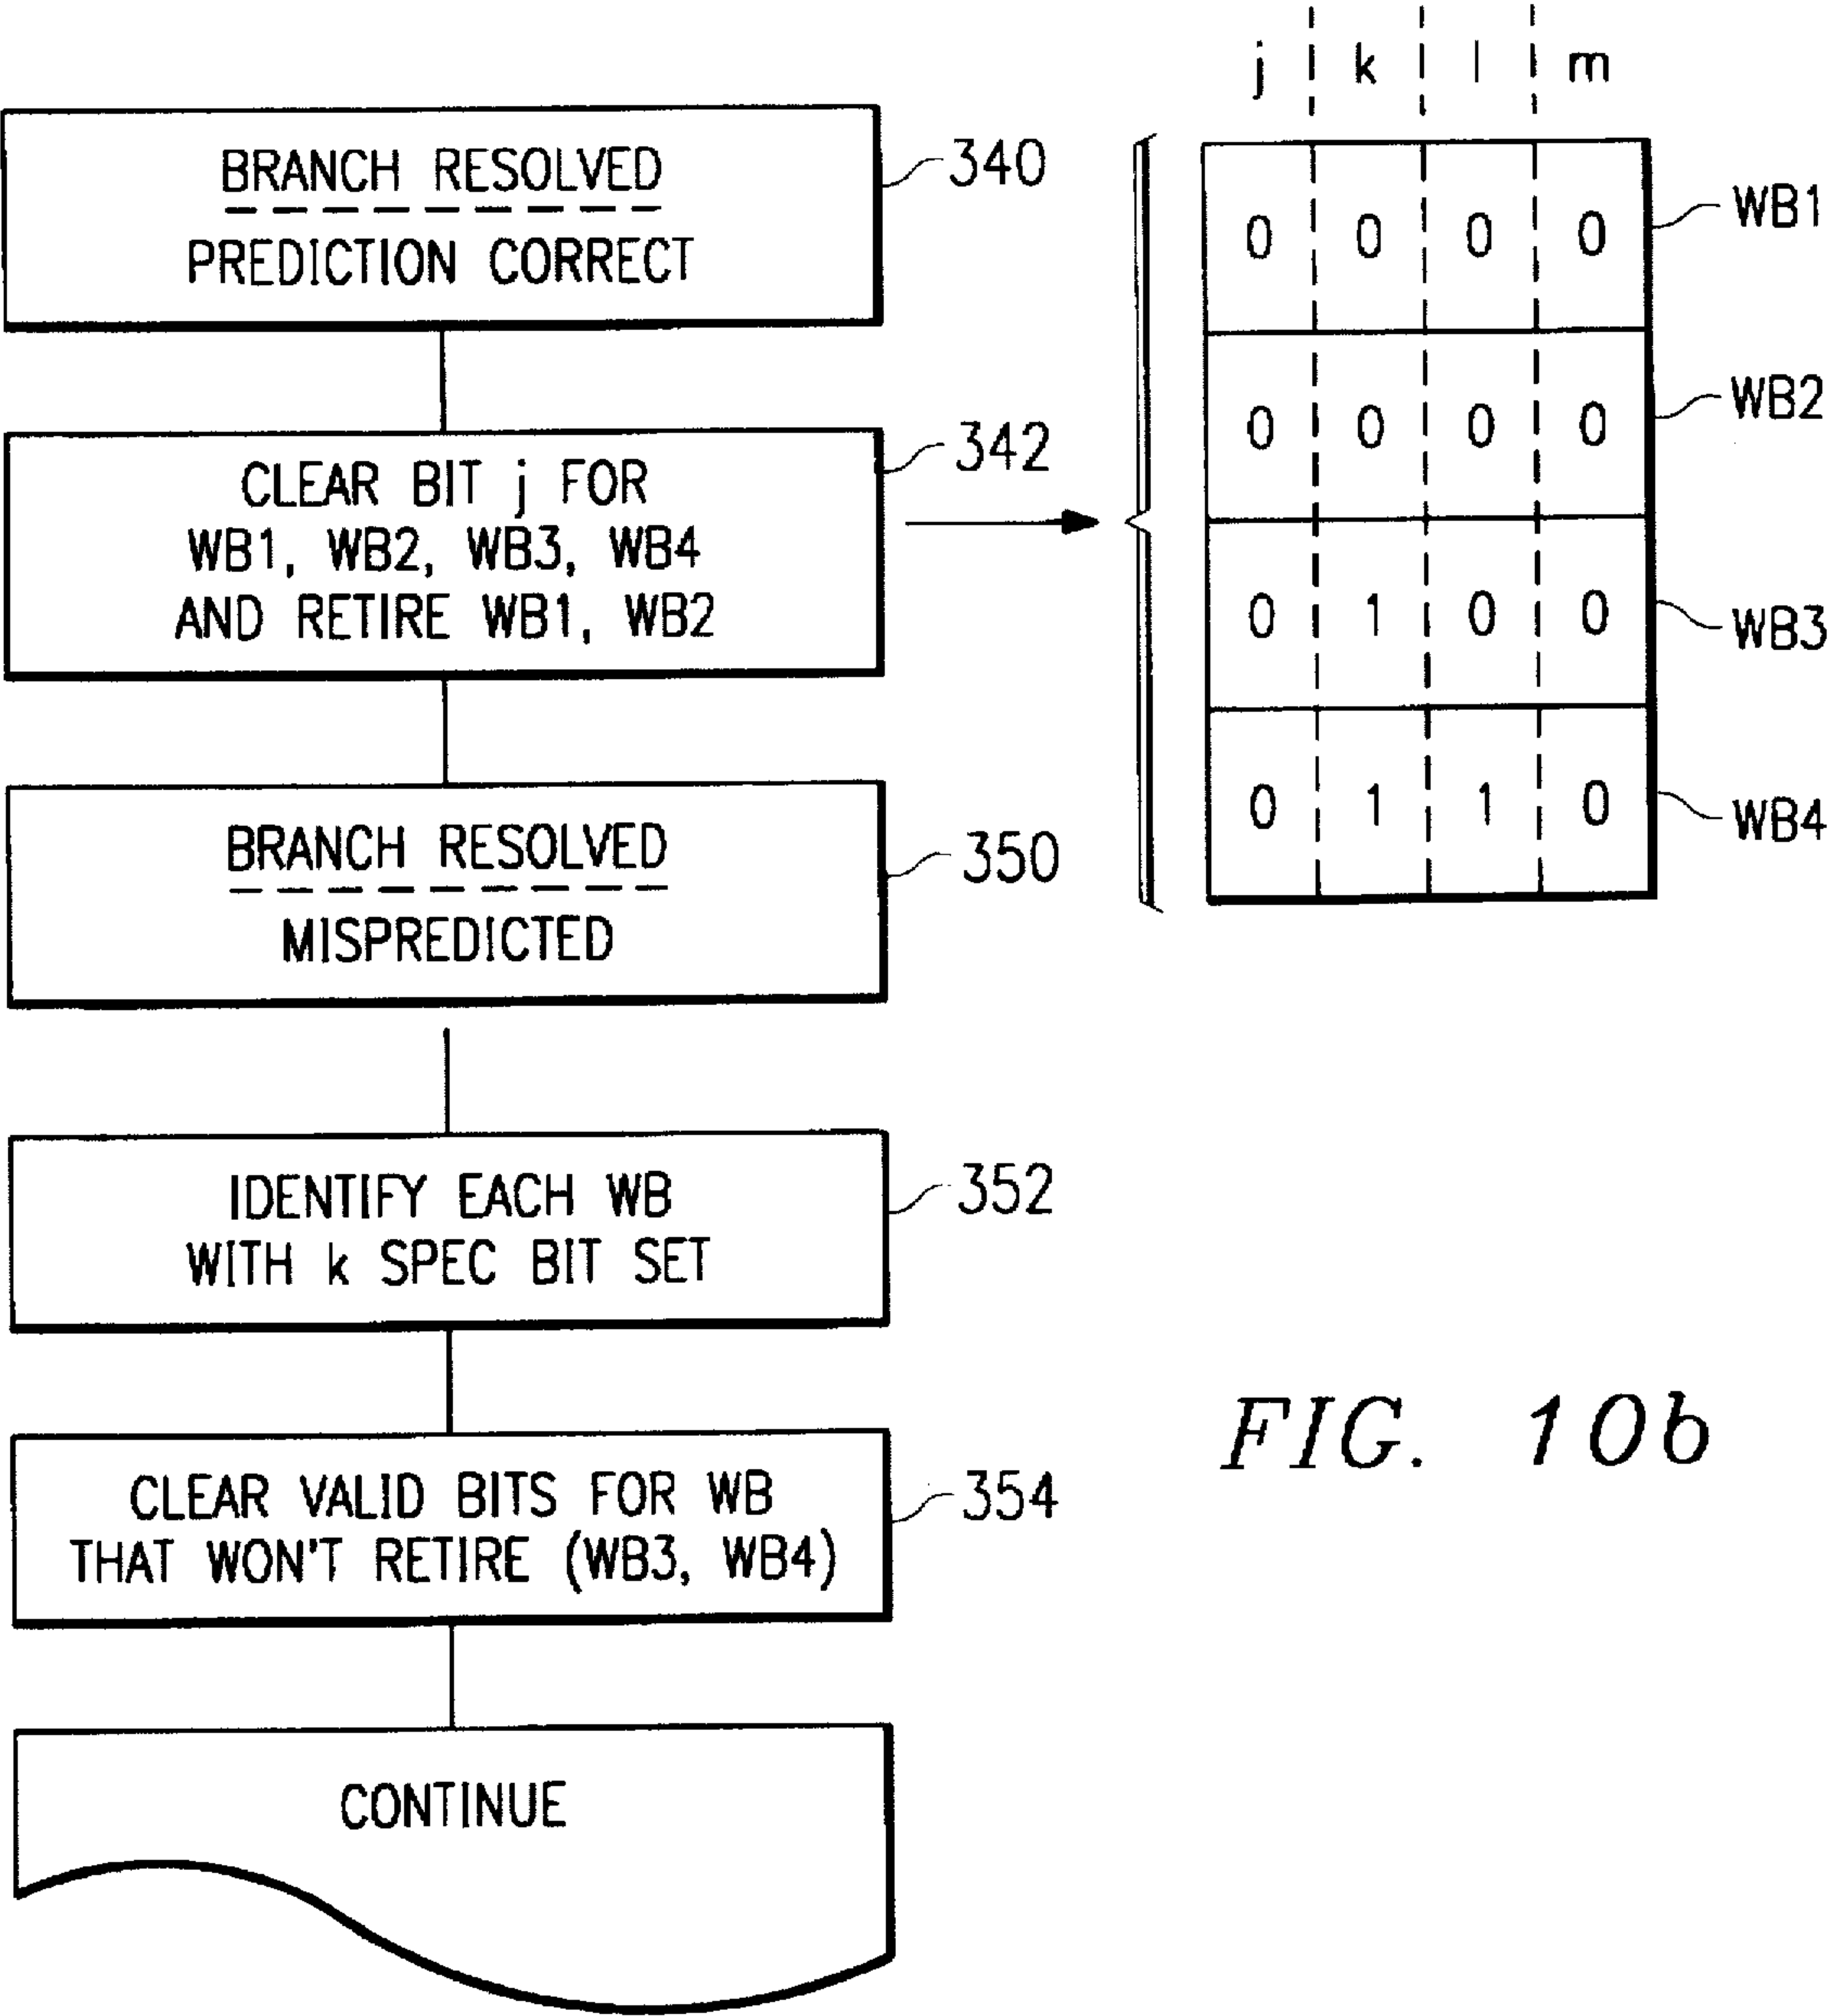 BRANCH RESOLVED
PREDICTION CORRECT
340
CLEAR BIT j FOR
WB1, WB2, WB3, WB4
AND RETIRE WB1, WB2
342
BRANCH RESOLVED
MISPREDICTED
350
IDENTIFY EACH WB
WITH k SPEC BIT SET
352
CLEAR VALID BITS FOR WB
THAT WON'T RETIRE (WB3, WB4)
354
CONTINUE
j k l m
0 0 0 0 WB1
0 0 0 0 WB2
0 1 0 0 WB3
0 1 1 0 WB4
FIG. 10b